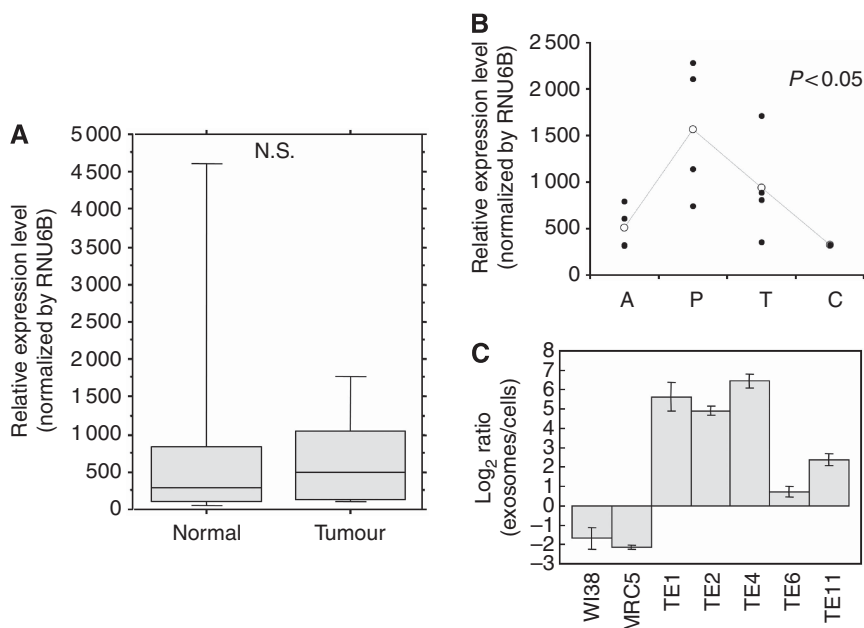 A
Relative expression level
(normalized by RNU6B)
5 000
4 500
4 000
3 500
3 000
2 500
2 000
1 500
1 000
500
0
N.S.
Normal
Tumour
B
Relative expression level
(normalized by RNU6B)
2 500
2 000
1 500
1 000
500
0
P<0.05
A
P
T
C
C
Log2 ratio
(exosomes/cells)
8
7
6
5
4
3
2
1
0
–1
–2
–3
WI38
MRC5
TE1
TE2
TE4
TE6
TE11